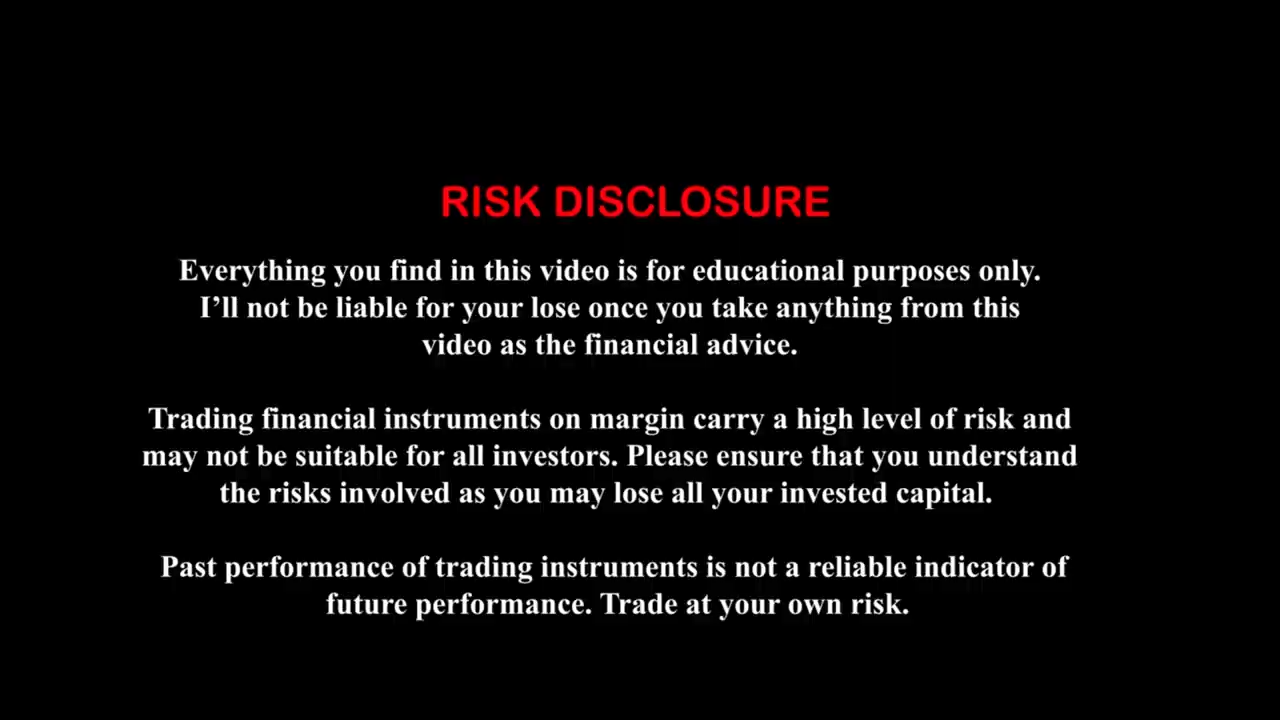 RISK DISCLOSURE
Everything you find in this video is for educational purposes only.
I’ll not be liable for your lose once you take anything from this
video as the financial advice.
Trading financial instruments on margin carry a high level of risk and
may not be suitable for all investors. Please ensure that you understand
the risks involved as you may lose all your invested capital.
Past performance of trading instruments is not a reliable indicator of
future performance. Trade at your own risk.